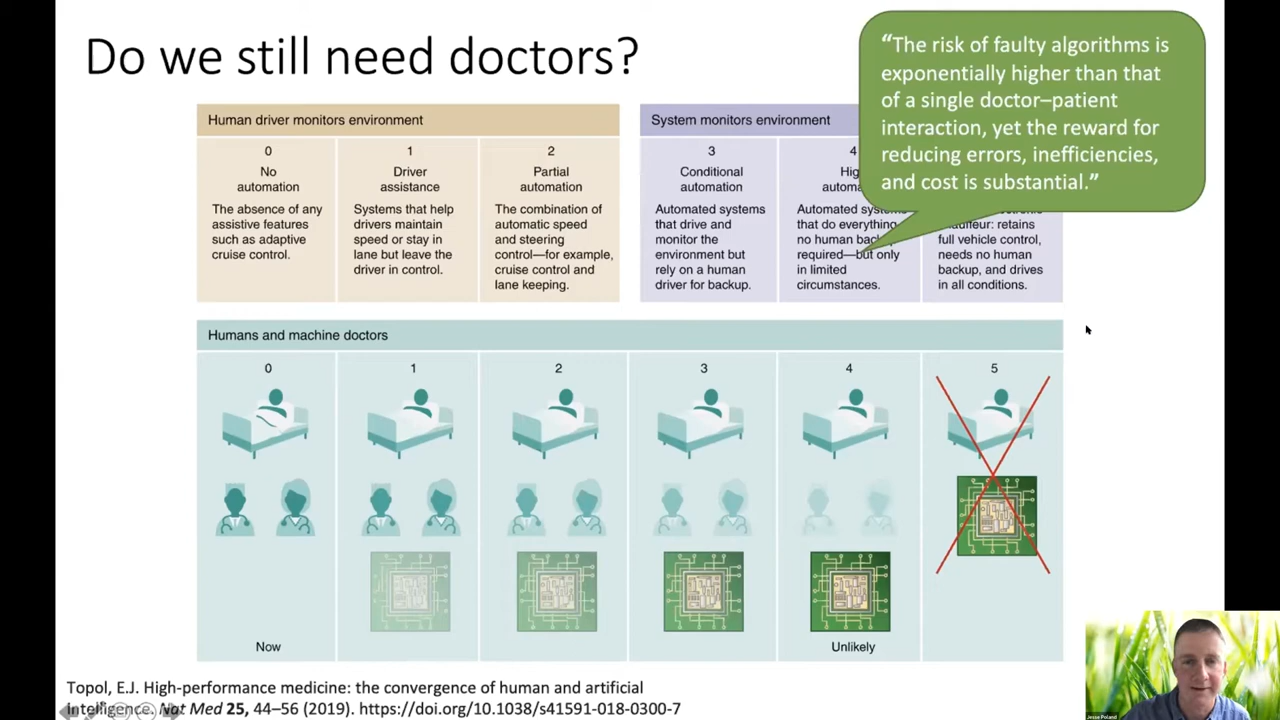 Do we still need doctors?
“The risk of faulty algorithms is
exponentially higher than that
of a single doctor–patient
interaction, yet the reward for
reducing errors, inefficiencies,
and cost is substantial.”
Human driver monitors environment
0
No
automation
The absence of any
assistive features
such as adaptive
cruise control.
1
Driver
assistance
Systems that help
drivers maintain
speed or stay in
lane but leave the
driver in control.
2
Partial
automation
The combination of
automatic speed
and steering
control—for example,
cruise control and
lane keeping.
System monitors environment
3
Conditional
automation
Automated systems
that drive and
monitor the
environment but
rely on a human
driver for backup.
4
Automated
that do everything
no human
required—but only
in limited
circumstances.
retains
full vehicle control,
needs no human
backup, and drives
in all conditions.
Humans and machine doctors
0
1
2
3
4
5
Now
Unlikely
Topol, E.J. High-performance medicine: the convergence of human and artificial
intelligence. Nat Med 25, 44–56 (2019). https://doi.org/10.1038/s41591-018-0300-7
Jesse Poland